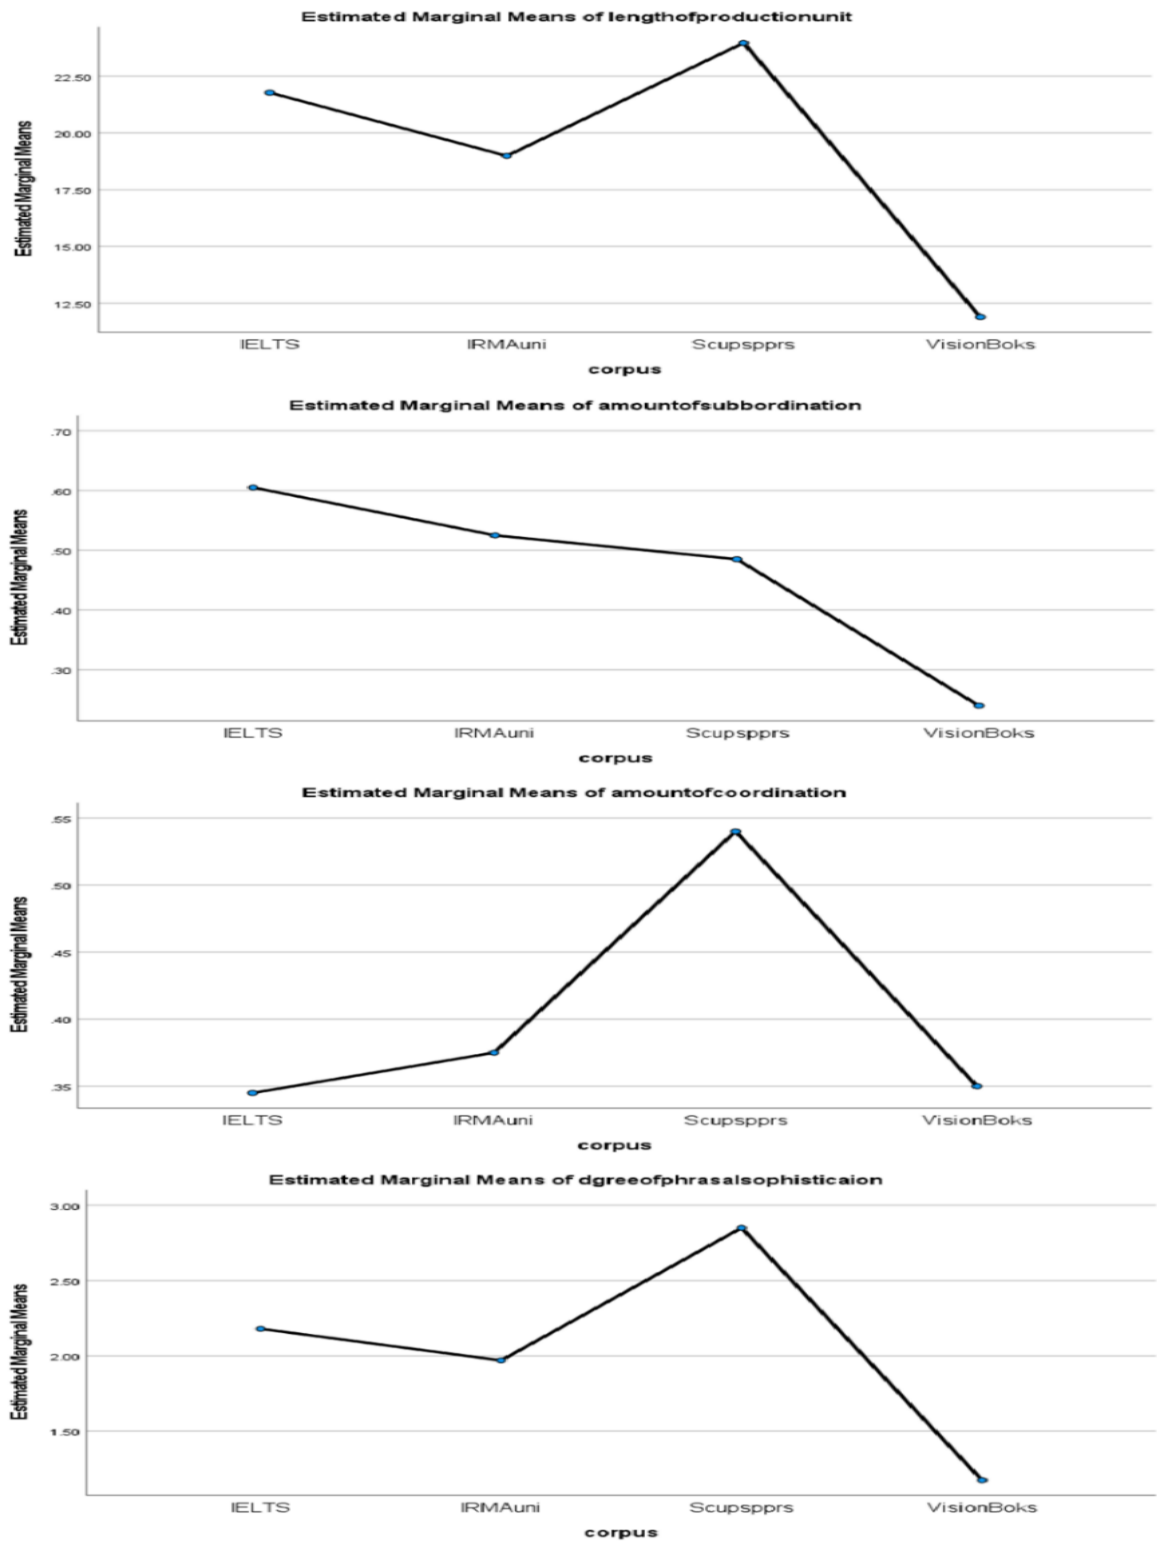 Estimated Marginal Means of lengthofproductionunit
Estimated Marginal Means
22.50
20.00
17.50
15.00
12.50
IELTS IRMAuni Scupspprs VisionBoks
corpus
Estimated Marginal Means of amountofsubbordination
Estimated Marginal Means
.70
.60
.50
.40
.30
IELTS IRMAuni Scupspprs VisionBoks
corpus
Estimated Marginal Means of amountofcoordination
Estimated Marginal Means
.55
.50
.45
.40
.35
IELTS IRMAuni Scupspprs VisionBoks
corpus
Estimated Marginal Means of dgreeofphrasalsophisticaion
Estimated Marginal Means
3.00
2.50
2.00
1.50
IELTS IRMAuni Scupspprs VisionBoks
corpus